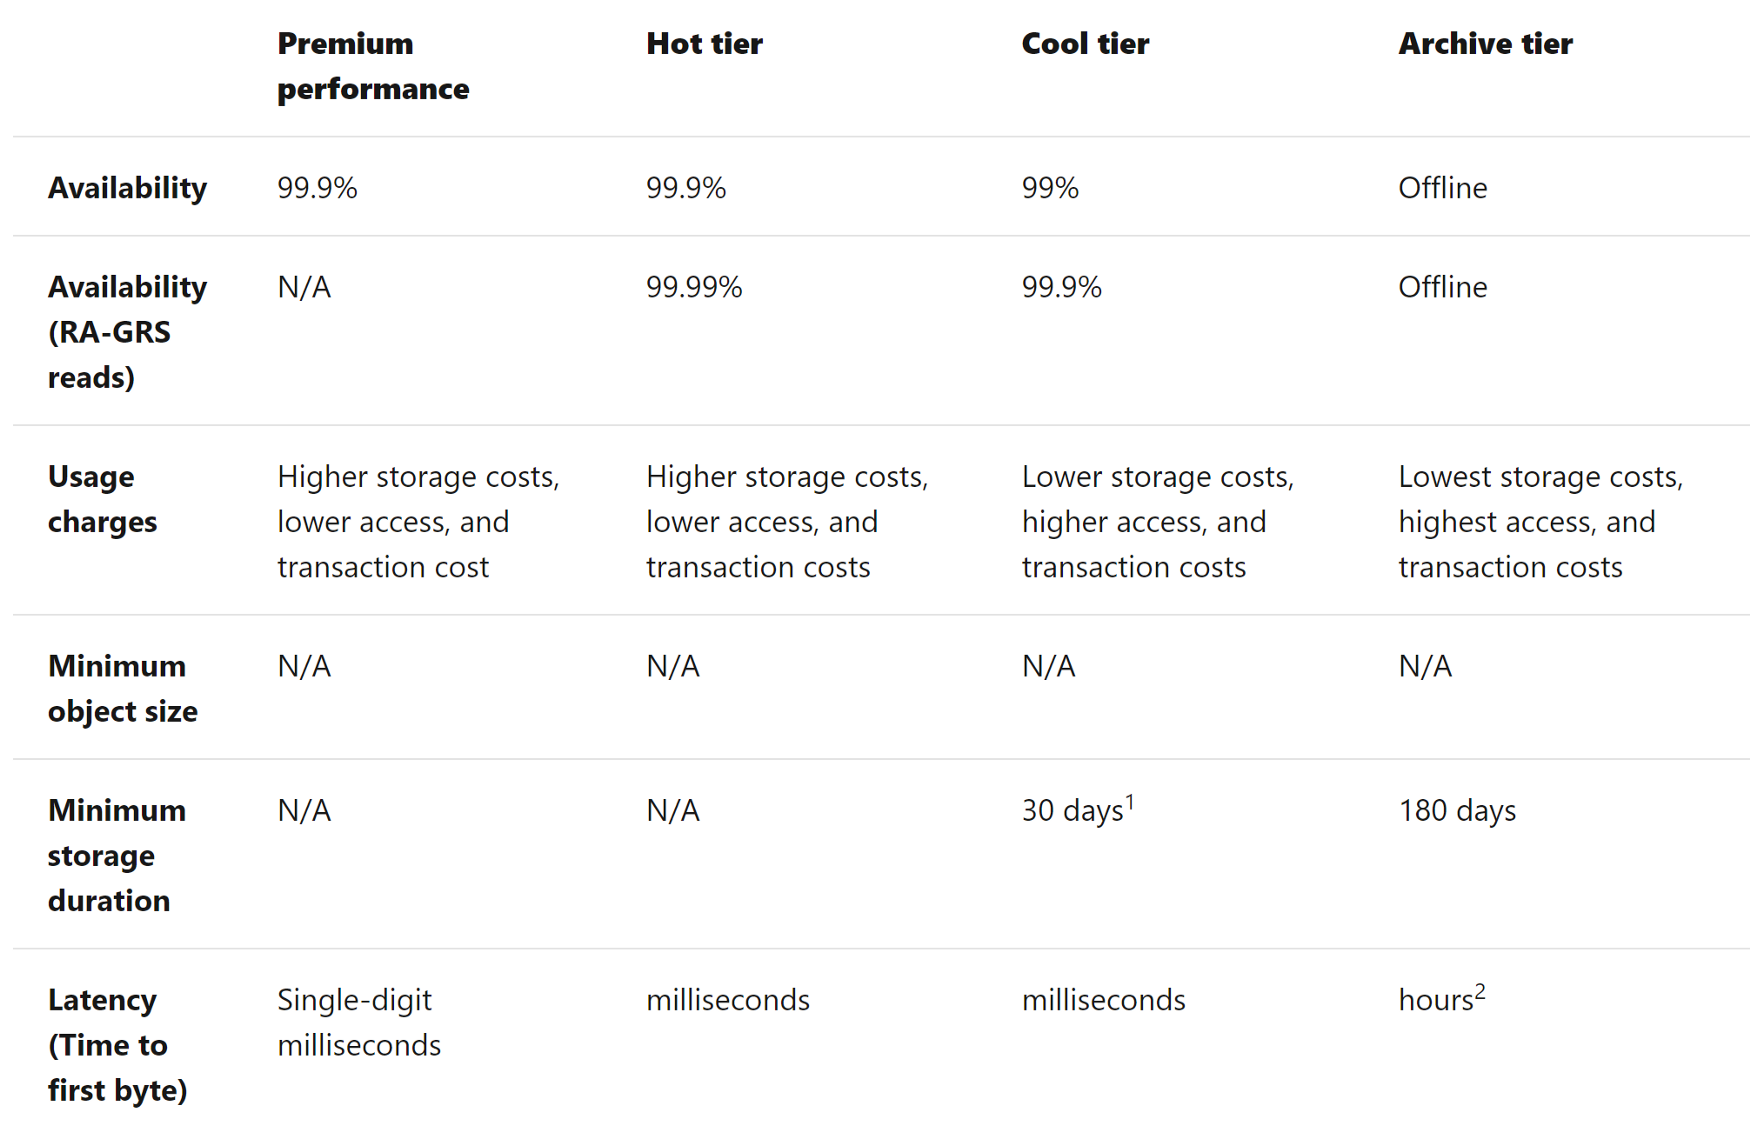 Premium performance Hot tier Cool tier Archive tier
Availability 99.9% 99.9% 99% Offline
Availability (RA-GRS reads) N/A 99.99% 99.9% Offline
Usage charges Higher storage costs, lower access, and transaction cost Higher storage costs, lower access, and transaction costs Lower storage costs, higher access, and transaction costs Lowest storage costs, highest access, and transaction costs
Minimum object size N/A N/A N/A N/A
Minimum storage duration N/A N/A 30 days¹ 180 days
Latency (Time to first byte) Single-digit milliseconds milliseconds milliseconds hours²